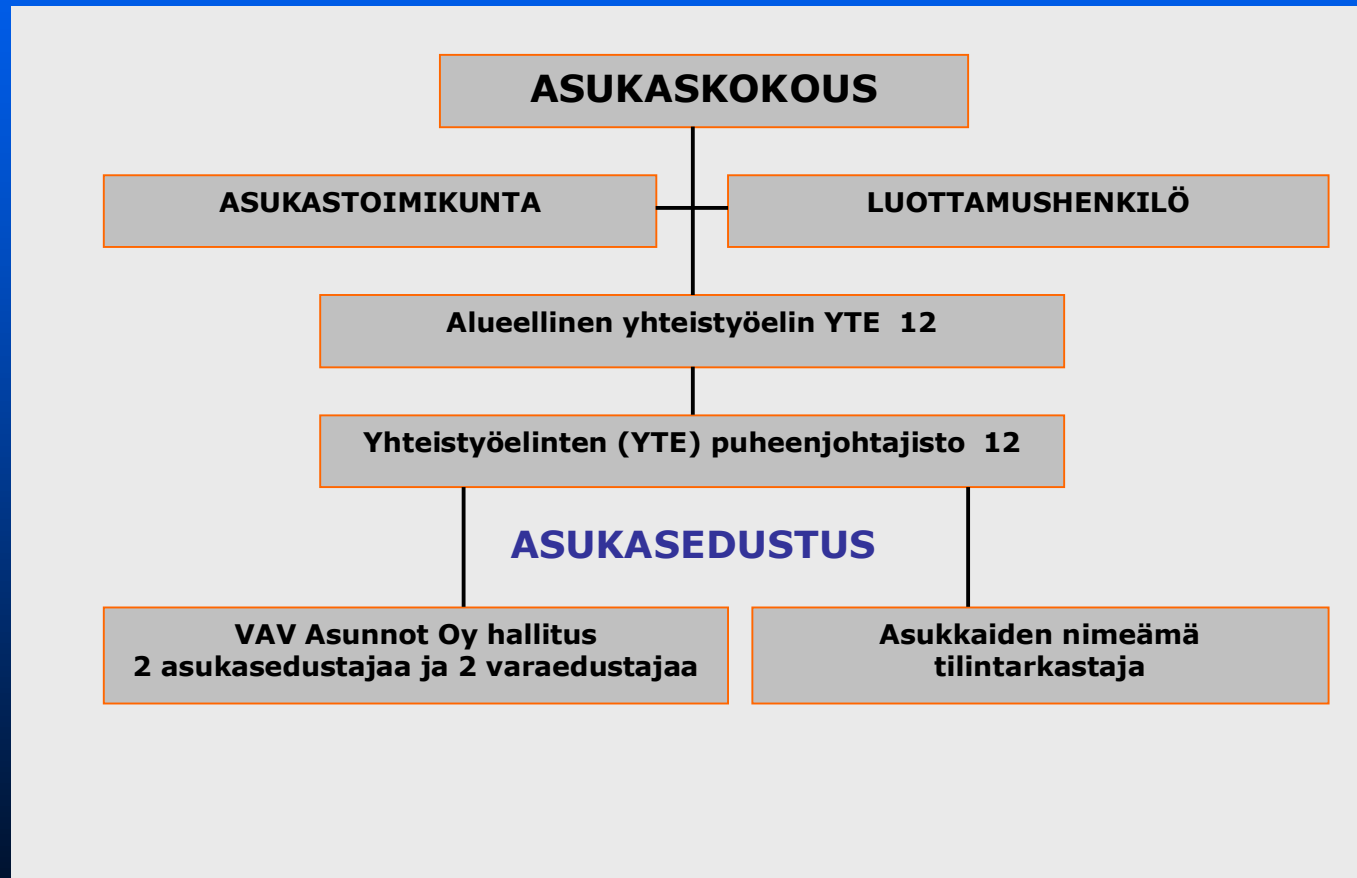 ASUKASKOKOUS
ASUKASTOIMIKUNTA
LUOTTAMUSHENKILÖ
Alueellinen yhteistyöelin YTE 12
Yhteistyöelinten (YTE) puheenjohtajisto 12
ASUKASEDUSTUS
VAV Asunnot Oy hallitus
2 asukasedustajaa ja 2 varaedustajaa
Asukkaiden nimeämä
tilintarkastaja